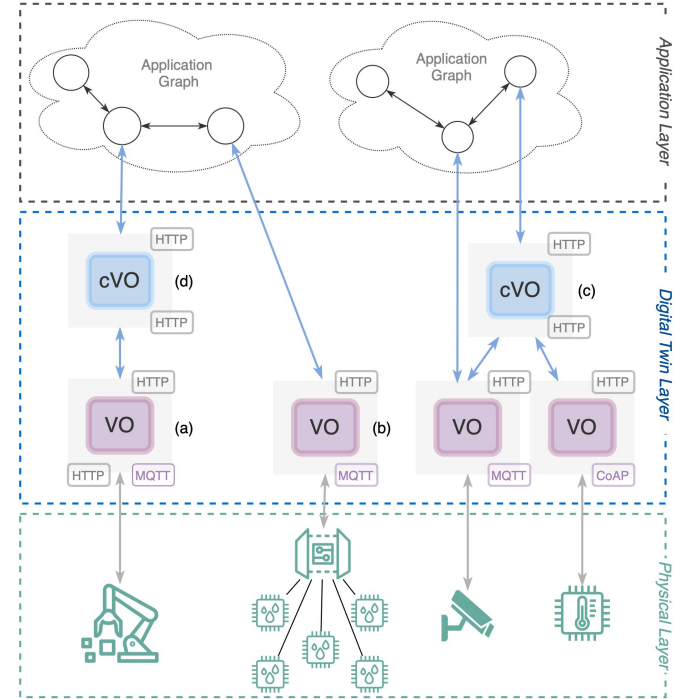 Application
Graph
Application
Graph
Application Layer
HTTP
cVO
(d)
HTTP
HTTP
cVO
(c)
HTTP
Digital Twin Layer
HTTP
VO
(a)
HTTP
MQTT
HTTP
VO
(b)
MQTT
HTTP
VO
MQTT
HTTP
VO
CoAP
Physical Layer